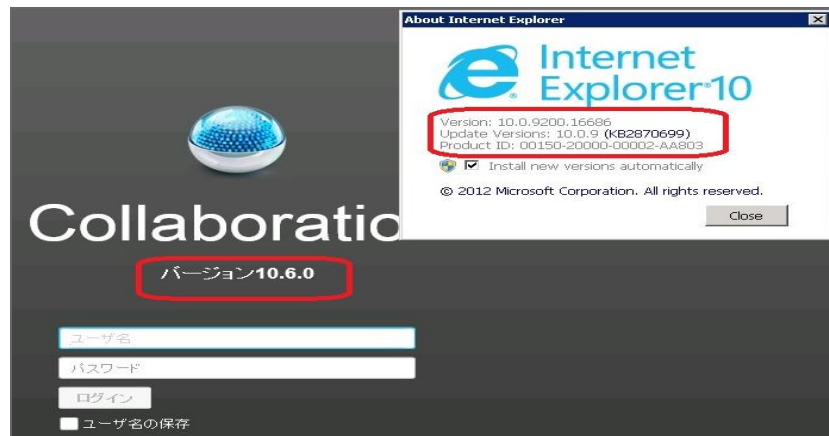 About Internet Explorer
Internet
Explorer 10
Version: 10.0.9200.16686
Update Versions: 10.0.9 (KB2870699)
Product ID: 00150-20000-00002-AA803
Install new versions automatically
© 2012 Microsoft Corporation. All rights reserved.
Close
Collaboratio
バージョン10.6.0
ユーザ名
パスワード
ログイン
ユーザ名の保存